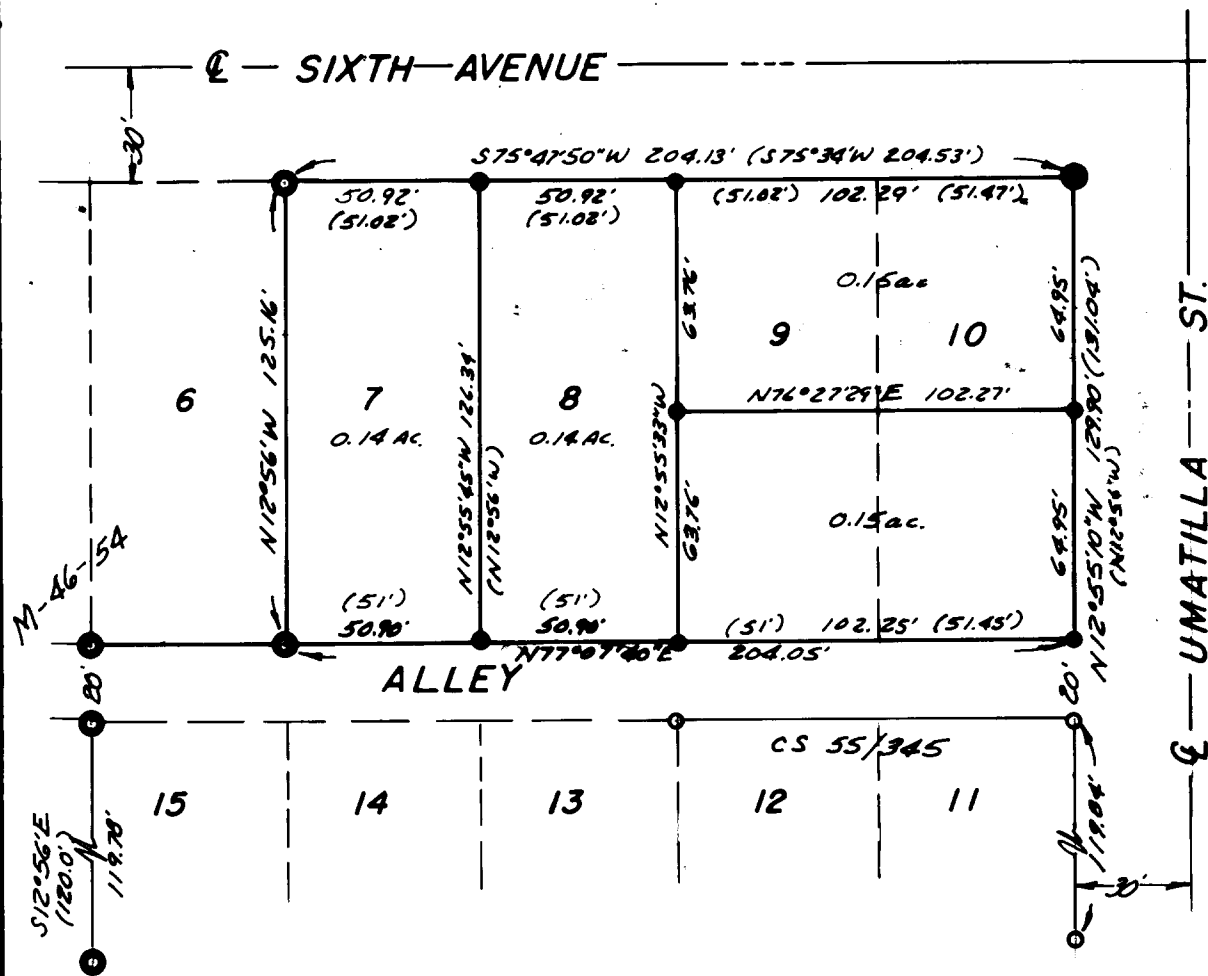 ℄ — SIXTH AVENUE
30'
S75°47'50"W 204.13' (S75°34'W 204.53')
50.92' 50.92' (51.02') 102.29' (51.47')
(51.02') (51.02')
0.15ac
9 10
63.76'
64.95'
N12°56'W 125.16'
6 7 8
0.14 AC. 0.14 AC.
N76°27'29"E 102.27'
N12°55'45"W 126.34'
(N12°56'W)
N12°55'33"W
63.76'
0.15ac.
64.95'
N12°55'10"W 129.90' (131.04')
(N12°56'W)
℄ — UMATILLA — ST.
M-46-54
(51') (51') (51') 102.25' (51.45')
50.90' 50.90'
N77°07'40"E 204.05'
ALLEY
20' 20'
CS 55/345
15 14 13 12 11
S12°56'E
(120.0')
119.78'
119.04'
30'